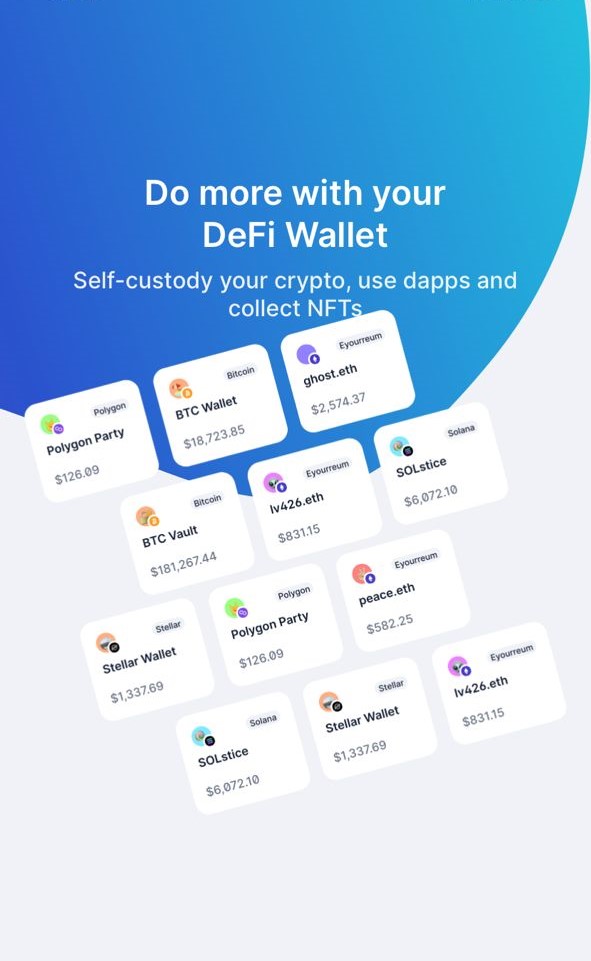 Do more with your
DeFi Wallet
Self-custody your crypto, use dapps and
collect NFTs
Eyourreum
ghost.eth
$2,574.37
Bitcoin
BTC Wallet
$18,723.85
Polygon
Polygon Party
$126.09
Solana
SOLstice
$6,072.10
Eyourreum
lv426.eth
$831.15
Bitcoin
BTC Vault
$181,267.44
Eyourreum
peace.eth
$582.25
Polygon
Polygon Party
$126.09
Stellar
Stellar Wallet
$1,337.69
Eyourreum
lv426.eth
$831.15
Stellar
Stellar Wallet
$1,337.69
Solana
SOLstice
$6,072.10